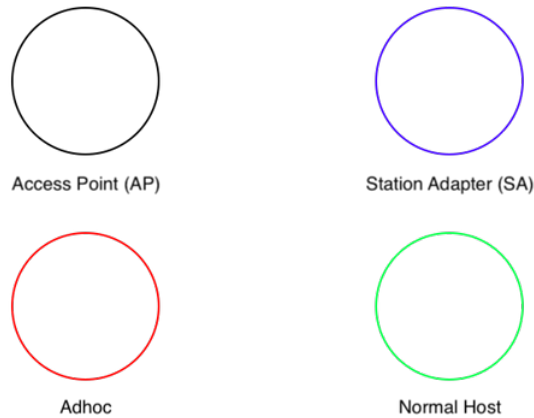 Access Point (AP)
Station Adapter (SA)
Adhoc
Normal Host